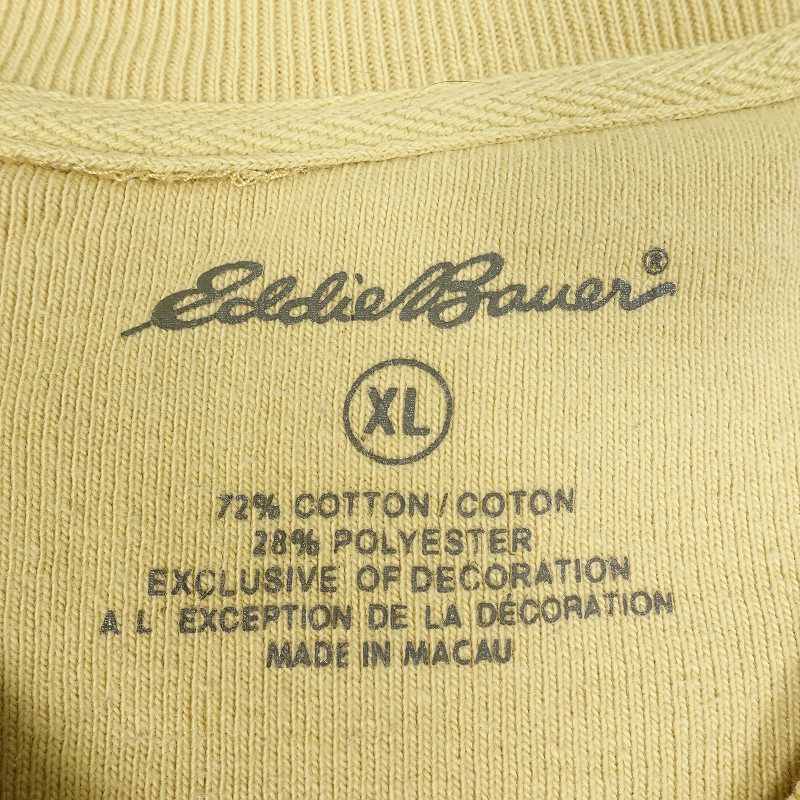 Eddie Bauer®
XL
72% COTTON/COTON
28% POLYESTER
EXCLUSIVE OF DECORATION
A L' EXCEPTION DE LA DÉCORATION
MADE IN MACAU